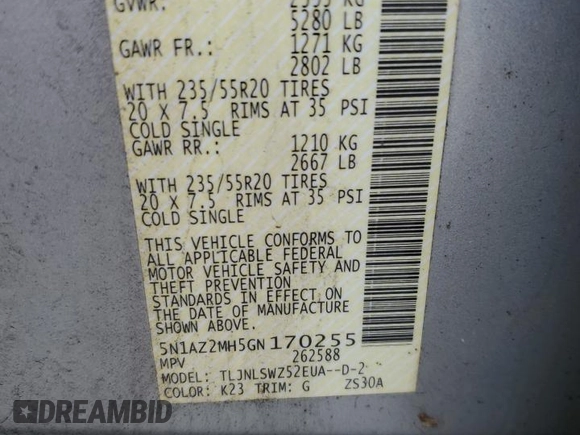 GVWR:
5280 LB
GAWR FR.: 1271 KG
2802 LB
WITH 235/55R20 TIRES
20 X 7.5 RIMS AT 35 PSI
COLD SINGLE
GAWR RR.: 1210 KG
2667 LB
WITH 235/55R20 TIRES
20 X 7.5 RIMS AT 35 PSI
COLD SINGLE
THIS VEHICLE CONFORMS TO
ALL APPLICABLE FEDERAL
MOTOR VEHICLE SAFETY AND
THEFT PREVENTION
STANDARDS IN EFFECT ON
THE DATE OF MANUFACTURE
SHOWN ABOVE.
5N1AZ2MH5GN170255
MPV 262588
MODEL: TLJNLSWZ52EUA--D-2
COLOR: K23 TRIM: G ZS30A
DREAMBID